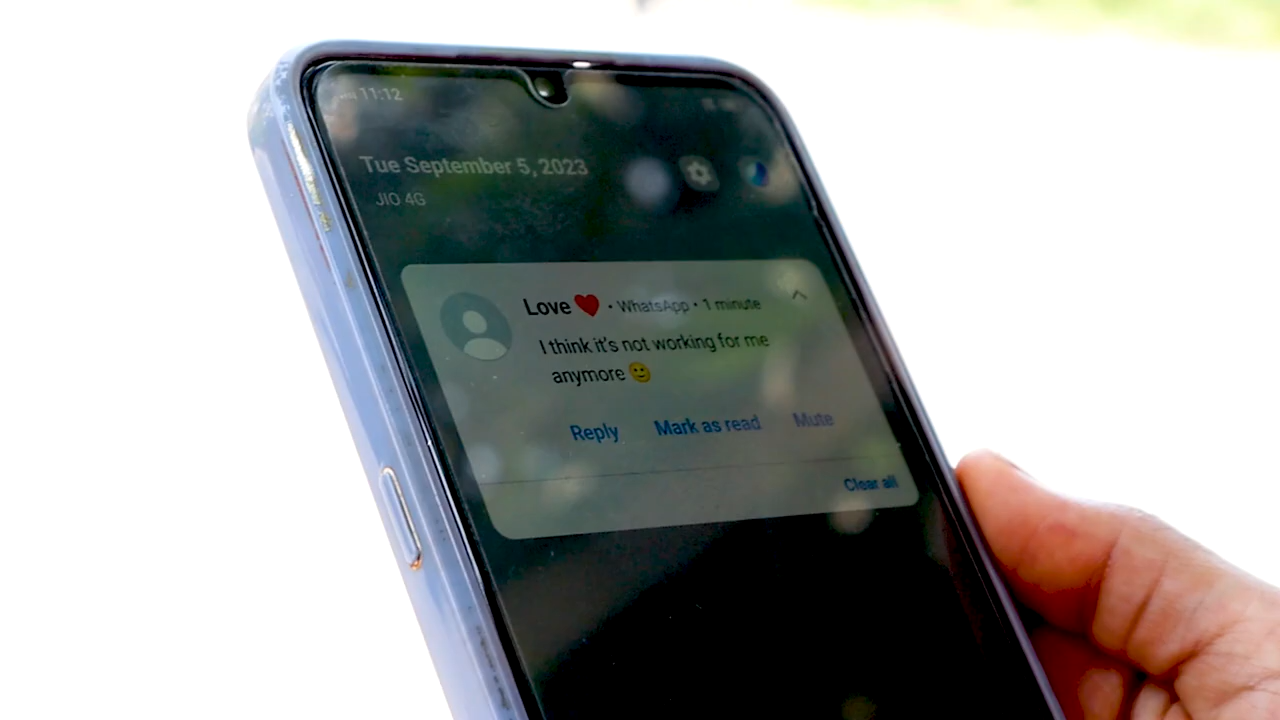 11:12
Tue September 5, 2023
JIO 4G
Love❤️ • WhatsApp • 1 minute
I think it's not working for me
anymore 🙂
Reply Mark as read Mute
Clear all